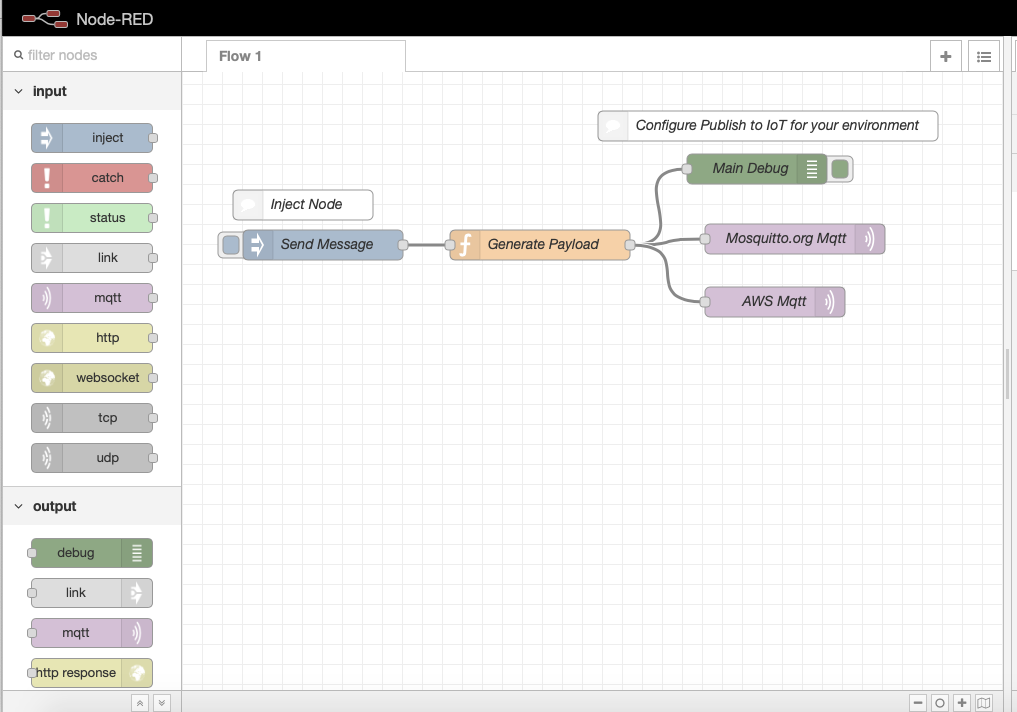 Node-RED
filter nodes
Flow 1
input
inject
catch
status
link
mqtt
http
websocket
tcp
udp
output
debug
link
mqtt
http response
Configure Publish to IoT for your environment
Main Debug
Inject Node
Send Message
Generate Payload
Mosquitto.org Mqtt
AWS Mqtt